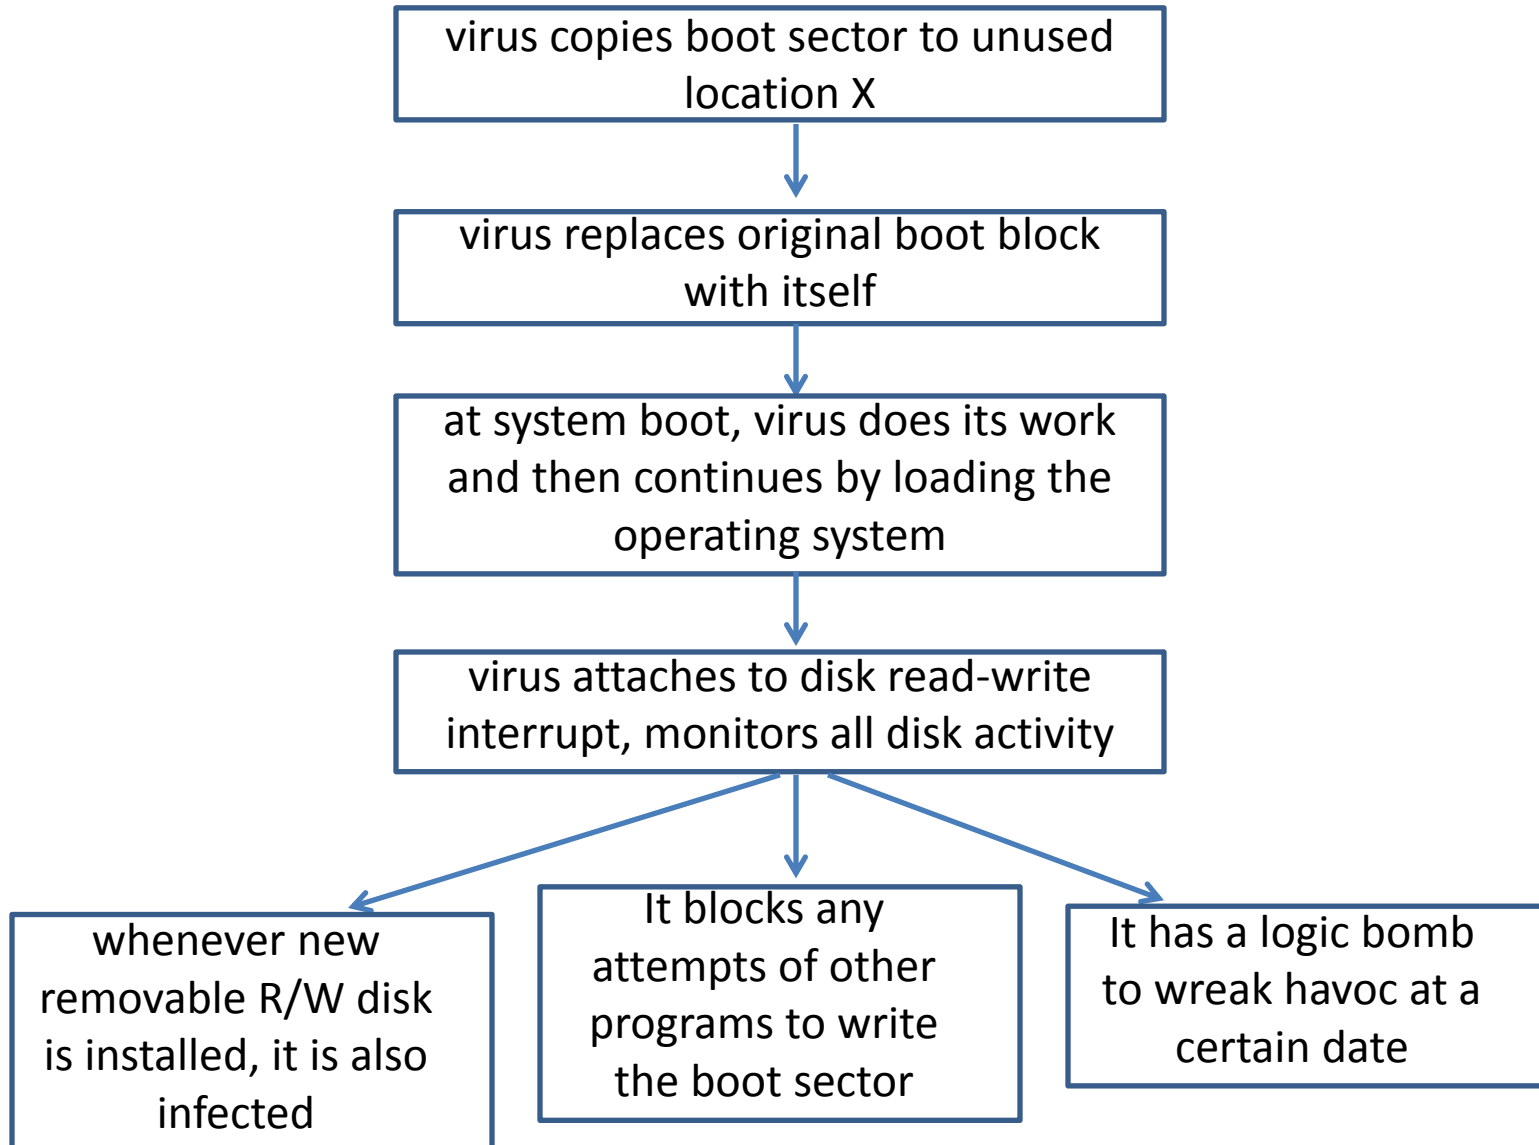 virus copies boot sector to unused
location X
virus replaces original boot block
with itself
at system boot, virus does its work
and then continues by loading the
operating system
virus attaches to disk read-write
interrupt, monitors all disk activity
whenever new
removable R/W disk
is installed, it is also
infected
It blocks any
attempts of other
programs to write
the boot sector
It has a logic bomb
to wreak havoc at a
certain date